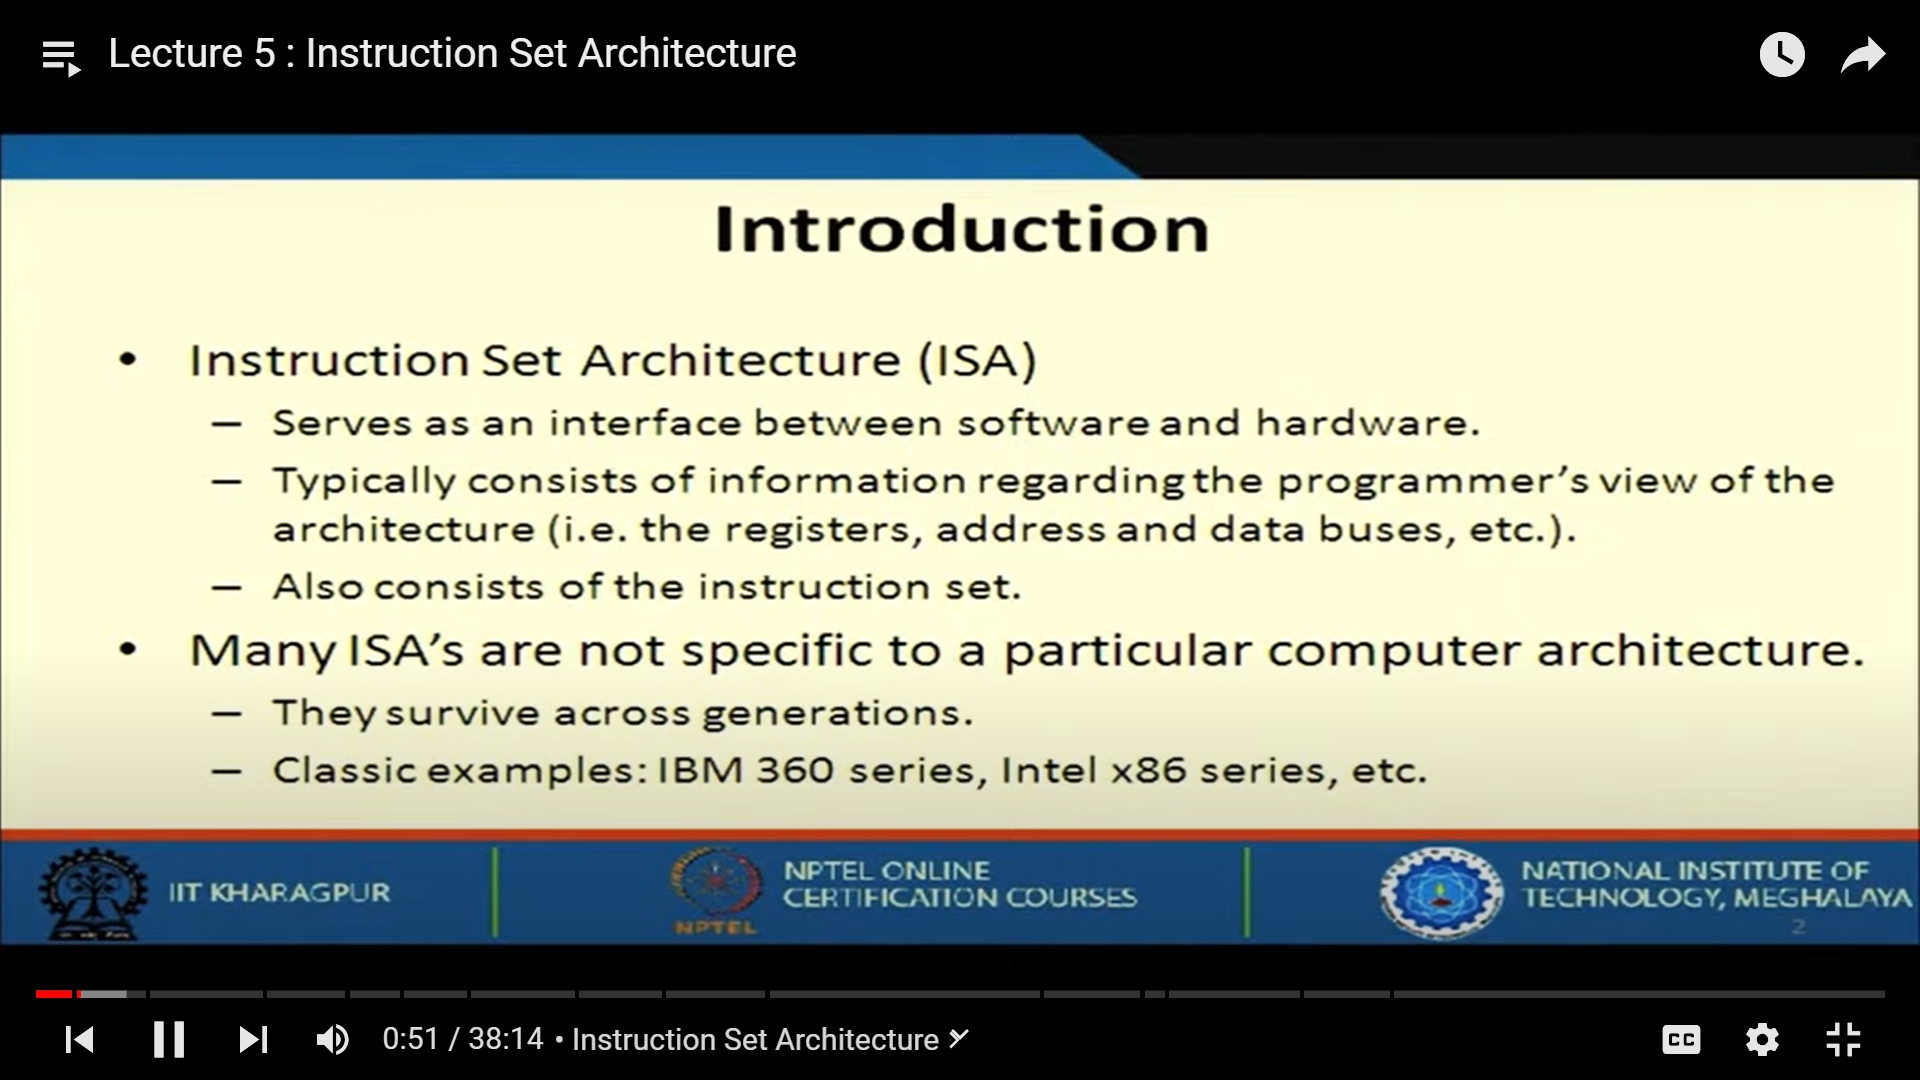 Lecture 5 : Instruction Set Architecture
Introduction
• Instruction Set Architecture (ISA)
– Serves as an interface between software and hardware.
– Typically consists of information regarding the programmer’s view of the
architecture (i.e. the registers, address and data buses, etc.).
– Also consists of the instruction set.
• Many ISA’s are not specific to a particular computer architecture.
– They survive across generations.
– Classic examples: IBM 360 series, Intel x86 series, etc.
IIT KHARAGPUR
NPTEL
NPTEL ONLINE
CERTIFICATION COURSES
NATIONAL INSTITUTE OF
TECHNOLOGY, MEGHALAYA
2
0:51 / 38:14 • Instruction Set Architecture
CC